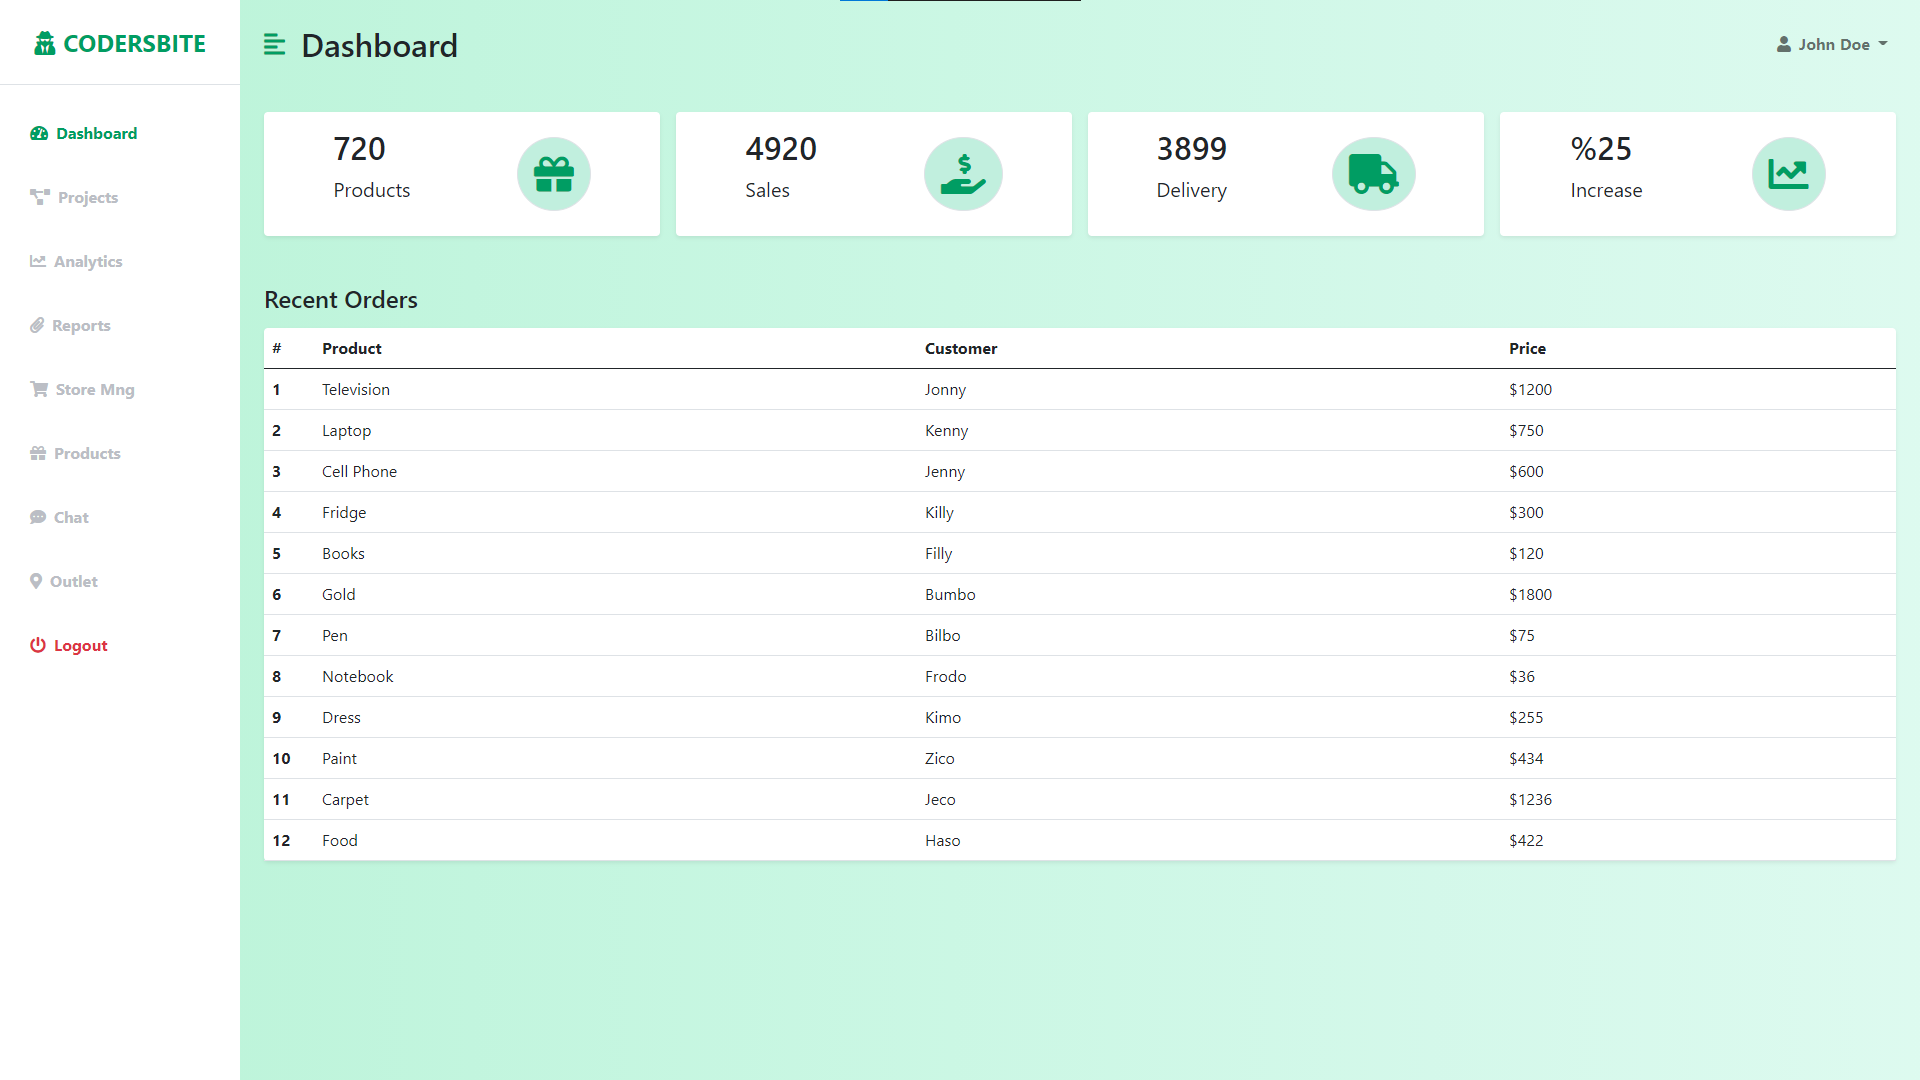 CODERSBITE
Dashboard
Projects
Analytics
Reports
Store Mng
Products
Chat
Outlet
Logout
Dashboard
John Doe
720
Products
4920
Sales
3899
Delivery
%25
Increase
Recent Orders
# Product Customer Price
1 Television Jonny $1200
2 Laptop Kenny $750
3 Cell Phone Jenny $600
4 Fridge Killy $300
5 Books Filly $120
6 Gold Bumbo $1800
7 Pen Bilbo $75
8 Notebook Frodo $36
9 Dress Kimo $255
10 Paint Zico $434
11 Carpet Jeco $1236
12 Food Haso $422